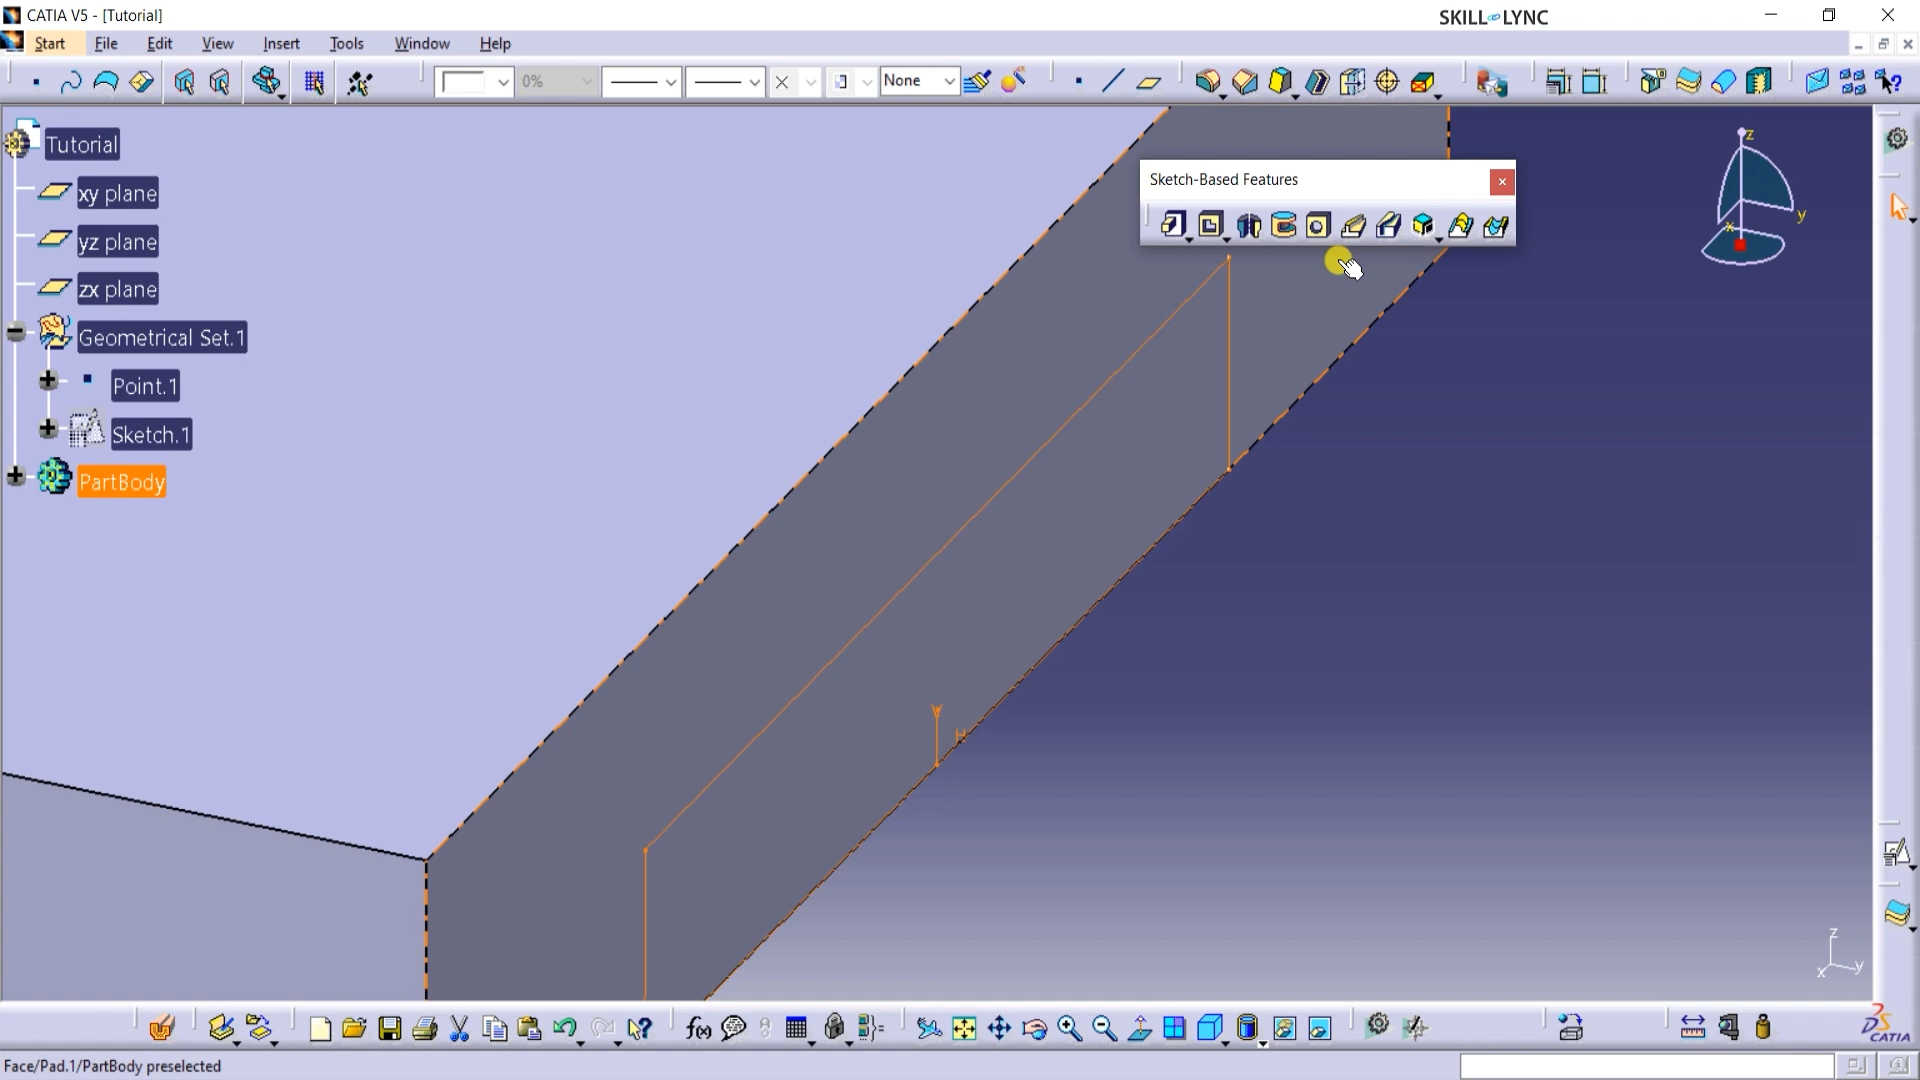 CATIA V5 - [Tutorial]
SKILL LYNC
Start File Edit View Insert Tools Window Help
0%
None
Sketch-Based Features
Tutorial
xy plane
yz plane
zx plane
Geometrical Set.1
Point.1
Sketch.1
PartBody
z
y
x
V
H
z
x
y
f(x)
CATIA
Face/Pad.1/PartBody preselected